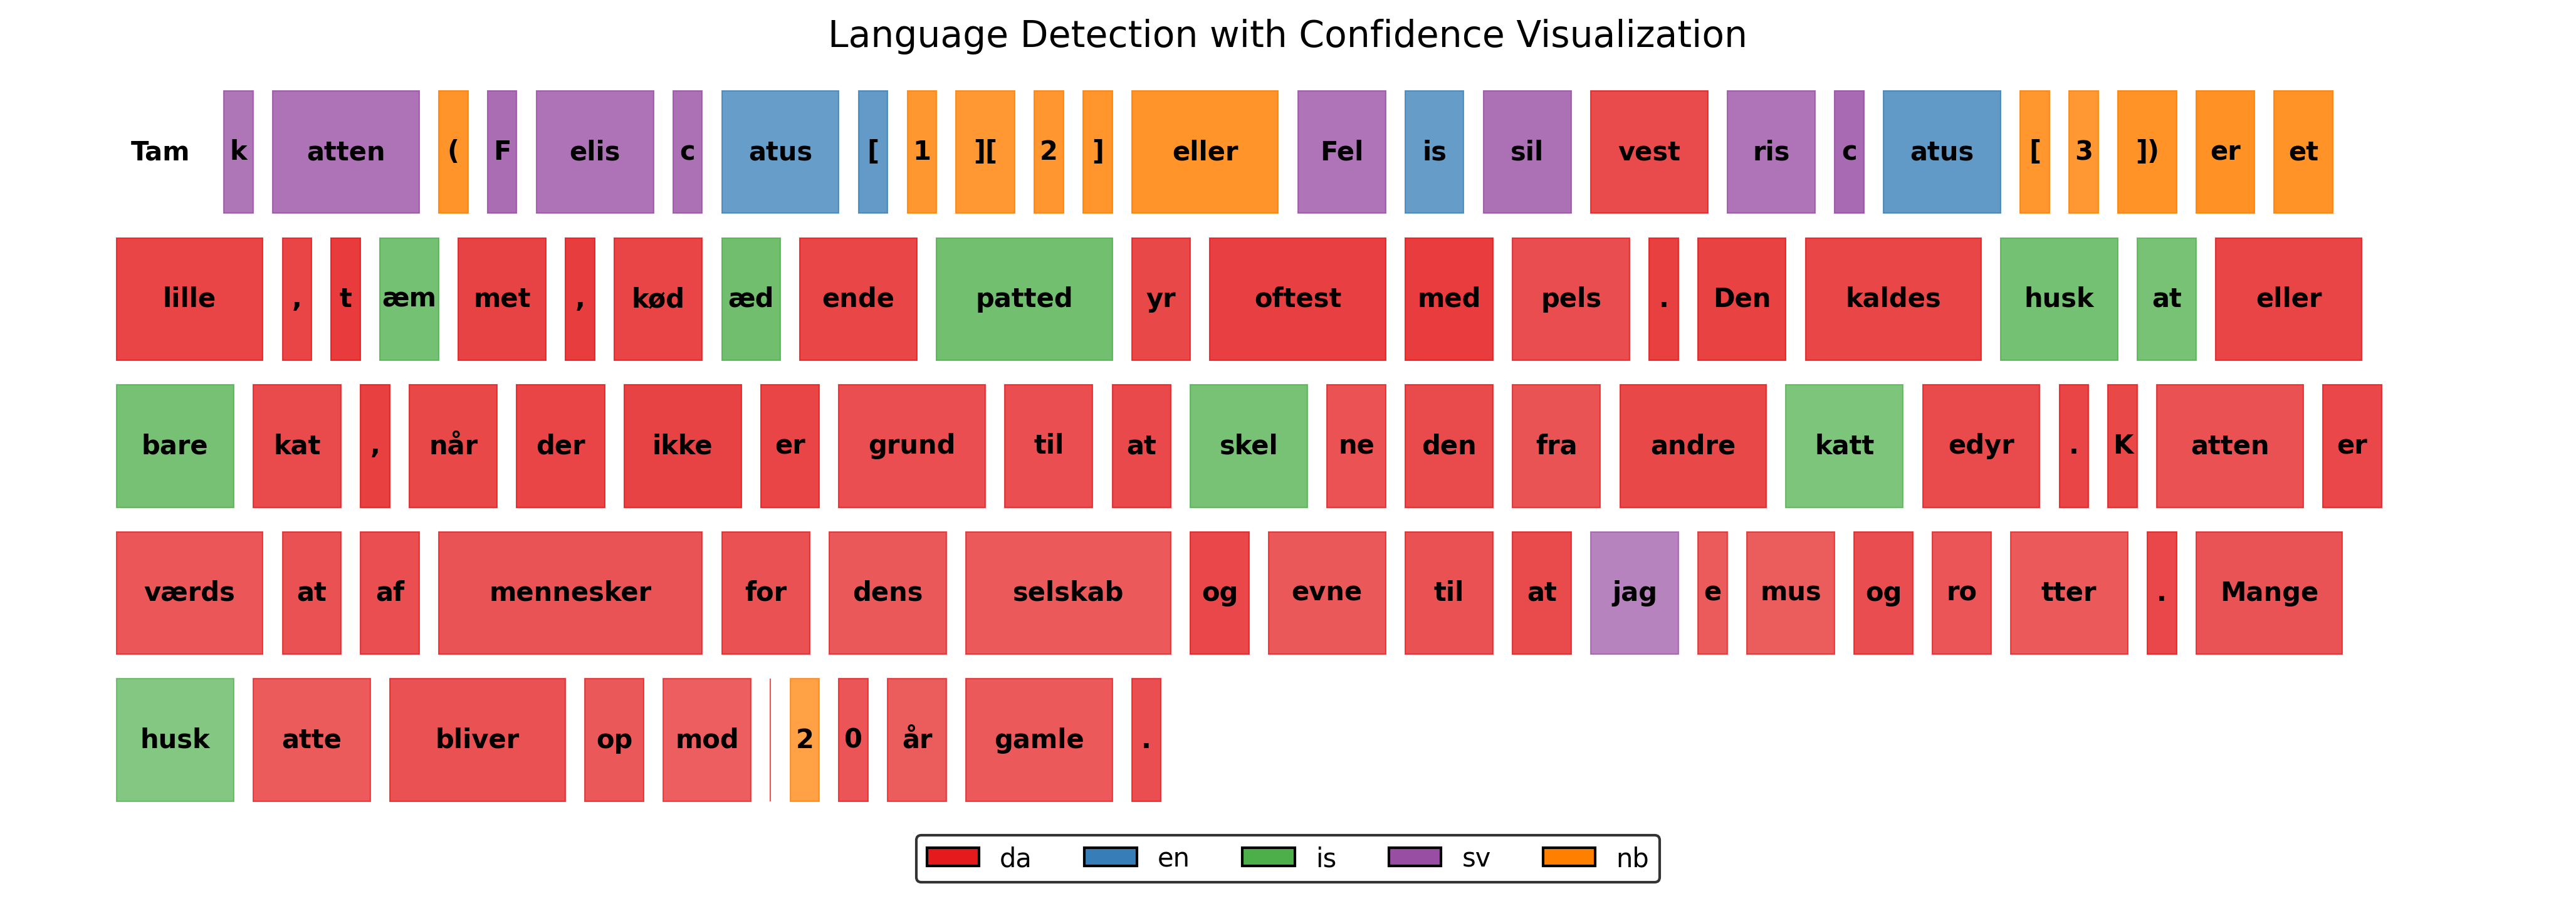 Language Detection with Confidence Visualization
Tam k atten ( F elis c atus [ 1 ][ 2 ] eller Fel is sil vest ris c atus [ 3 ]) er et
lille , t æm met , kød æd ende patted yr oftest med pels . Den kaldes husk at eller
bare kat , når der ikke er grund til at skel ne den fra andre katt edyr . K atten er
værds at af mennesker for dens selskab og evne til at jag e mus og ro tter . Mange
husk atte bliver op mod 2 0 år gamle .
da en is sv nb